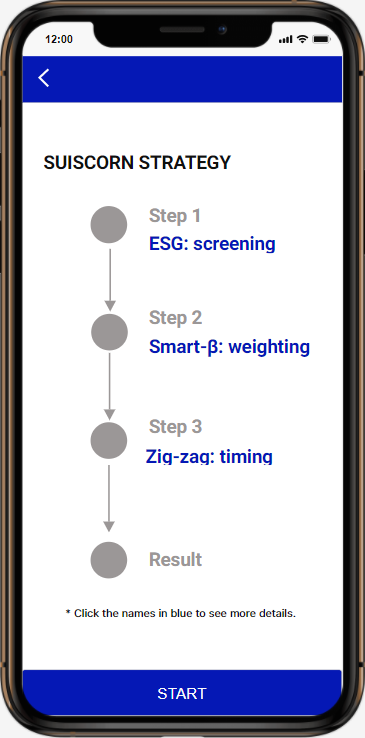 12:00
SUISCORN STRATEGY
Step 1
ESG: screening
Step 2
Smart-β: weighting
Step 3
Zig-zag: timing
Result
* Click the names in blue to see more details.
START